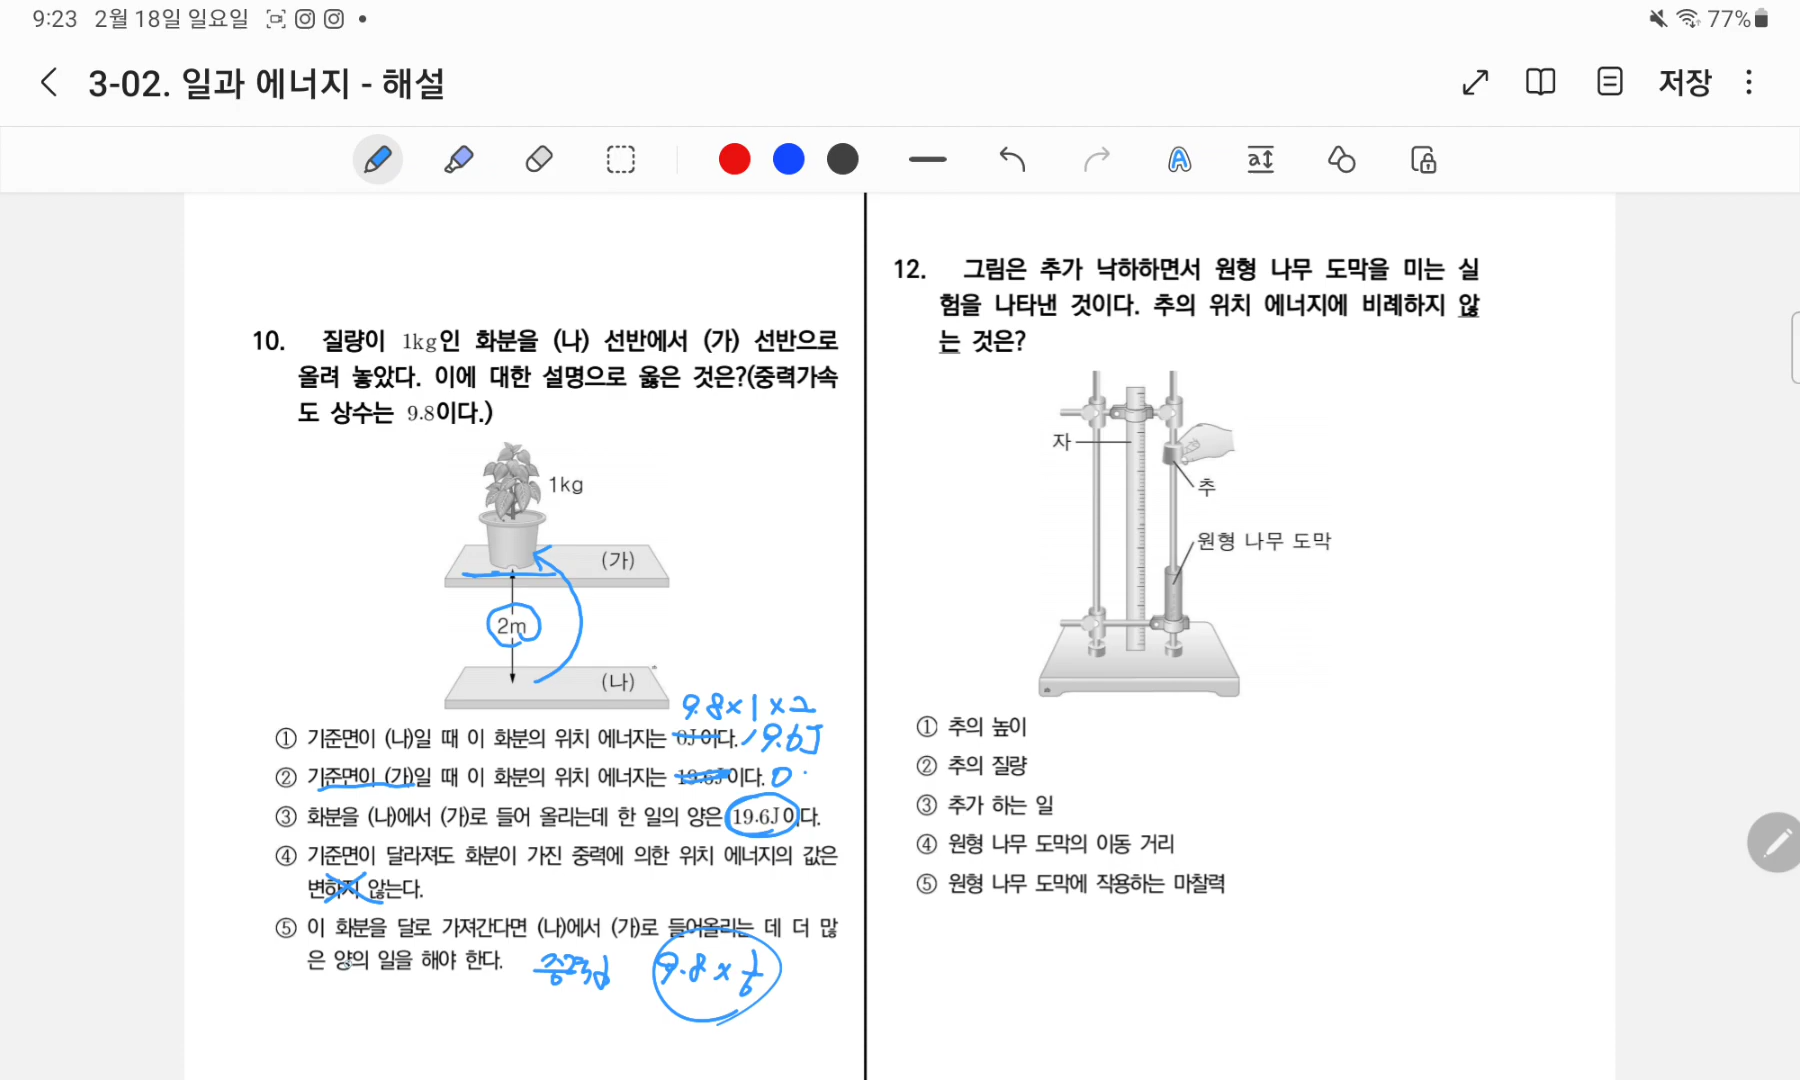 9:23 2월 18일 일요일
77%
3-02. 일과 에너지 - 해설
저장
10. 질량이 1kg인 화분을 (나) 선반에서 (가) 선반으로
올려 놓았다. 이에 대한 설명으로 옳은 것은?(중력가속
도 상수는 9.8이다.)
1kg
(가)
2m
(나)
9.8×1×2
① 기준면이 (나)일 때 이 화분의 위치 에너지는 0J이다. 19.6J
② 기준면이 (가)일 때 이 화분의 위치 에너지는 19.6J이다. 0
③ 화분을 (나)에서 (가)로 들어 올리는데 한 일의 양은 19.6J이다.
④ 기준면이 달라져도 화분이 가진 중력에 의한 위치 에너지의 값은
변하지 않는다.
⑤ 이 화분을 달로 가져간다면 (나)에서 (가)로 들어올리는 데 더 많
은 양의 일을 해야 한다.
9.8 × 1/6
12. 그림은 추가 낙하하면서 원형 나무 도막을 미는 실
험을 나타낸 것이다. 추의 위치 에너지에 비례하지 않
는 것은?
자
추
원형 나무 도막
① 추의 높이
② 추의 질량
③ 추가 하는 일
④ 원형 나무 도막의 이동 거리
⑤ 원형 나무 도막에 작용하는 마찰력